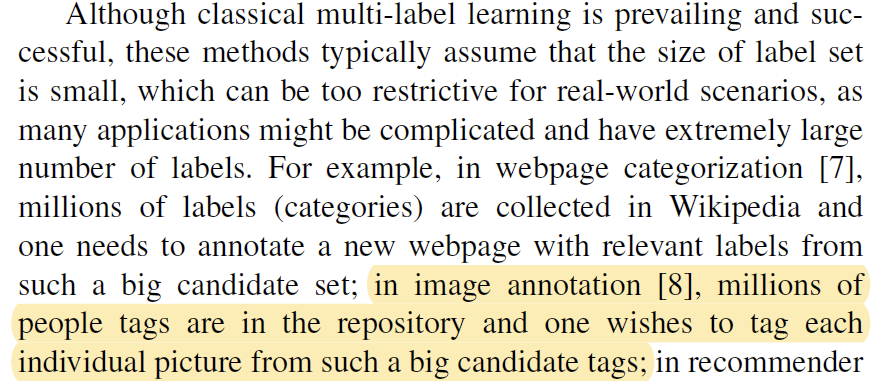 Although classical multi-label learning is prevailing and suc-
cessful, these methods typically assume that the size of label set
is small, which can be too restrictive for real-world scenarios, as
many applications might be complicated and have extremely large
number of labels. For example, in webpage categorization [7],
millions of labels (categories) are collected in Wikipedia and
one needs to annotate a new webpage with relevant labels from
such a big candidate set; in image annotation [8], millions of
people tags are in the repository and one wishes to tag each
individual picture from such a big candidate tags; in recommender